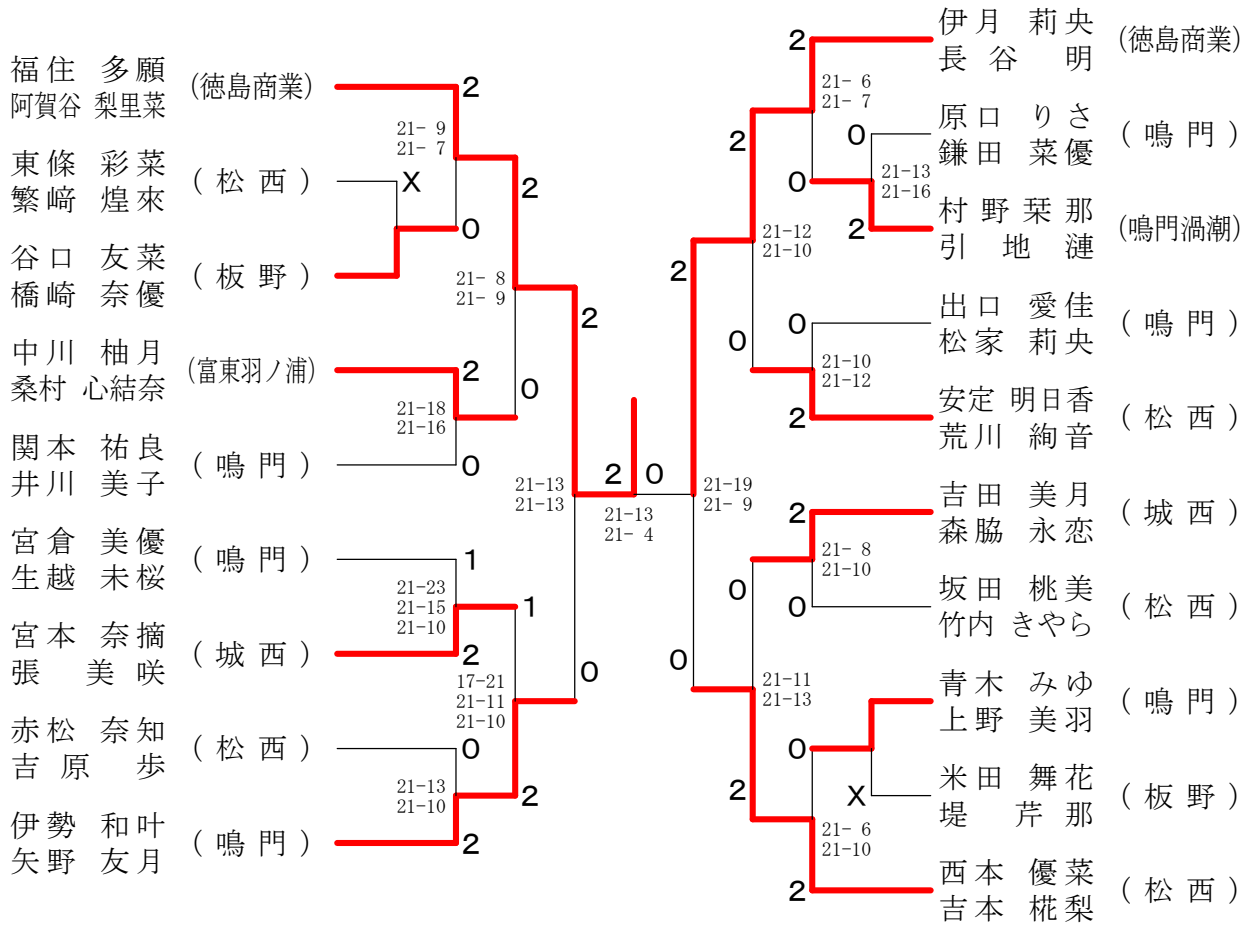 福住 多願
阿賀谷 梨里菜
(徳島商業)
2
21- 9
21- 7
東條 彩菜
繁﨑 煌來
(松西)
X
0
谷口 友菜
橋崎 奈優
(板野)
2
21- 8
21- 9
中川 柚月
桑村 心結奈
(富東羽ノ浦)
2
0
21-18
21-16
関本 祐良
井川 美子
(鳴門)
0
2
21-13
21-13
宮倉 美優
生越 未桜
(鳴門)
1
21-23
21-15
21-10
1
宮本 奈摘
張 美咲
(城西)
2
17-21
21-11
21-10
0
赤松 奈知
吉原 歩
(松西)
0
21-13
21-10
2
伊勢 和叶
矢野 友月
(鳴門)
2
2 0
21-13
21- 4
伊月 莉央
長谷 明
(徳島商業)
2
21- 6
21- 7
原口 りさ
鎌田 菜優
(鳴門)
0
21-13
21-16
2
0
村野 栞那
引地 漣
(鳴門渦潮)
2
21-12
21-10
2
出口 愛佳
松家 莉央
(鳴門)
0
0
21-10
21-12
安定 明日香
荒川 絢音
(松西)
2
21-19
21- 9
吉田 美月
森脇 永恋
(城西)
2
21- 8
21-10
0
坂田 桃美
竹内 きやら
(松西)
0
0
21-11
21-13
青木 みゆ
上野 美羽
(鳴門)
0
米田 舞花
堤 芹那
(板野)
X
2
21- 6
21-10
西本 優菜
吉本 椛梨
(松西)
2